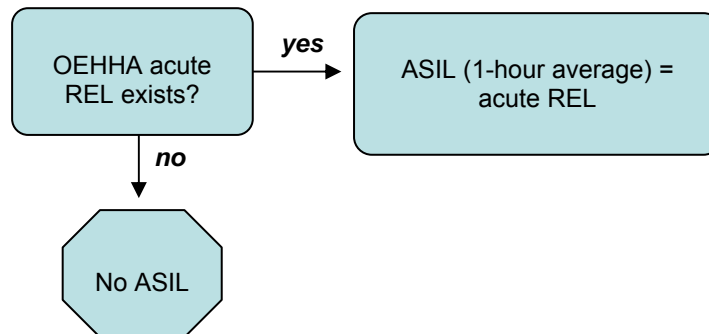 OEHHA acute
REL exists?
yes
ASIL (1-hour average) =
acute REL
no
No ASIL